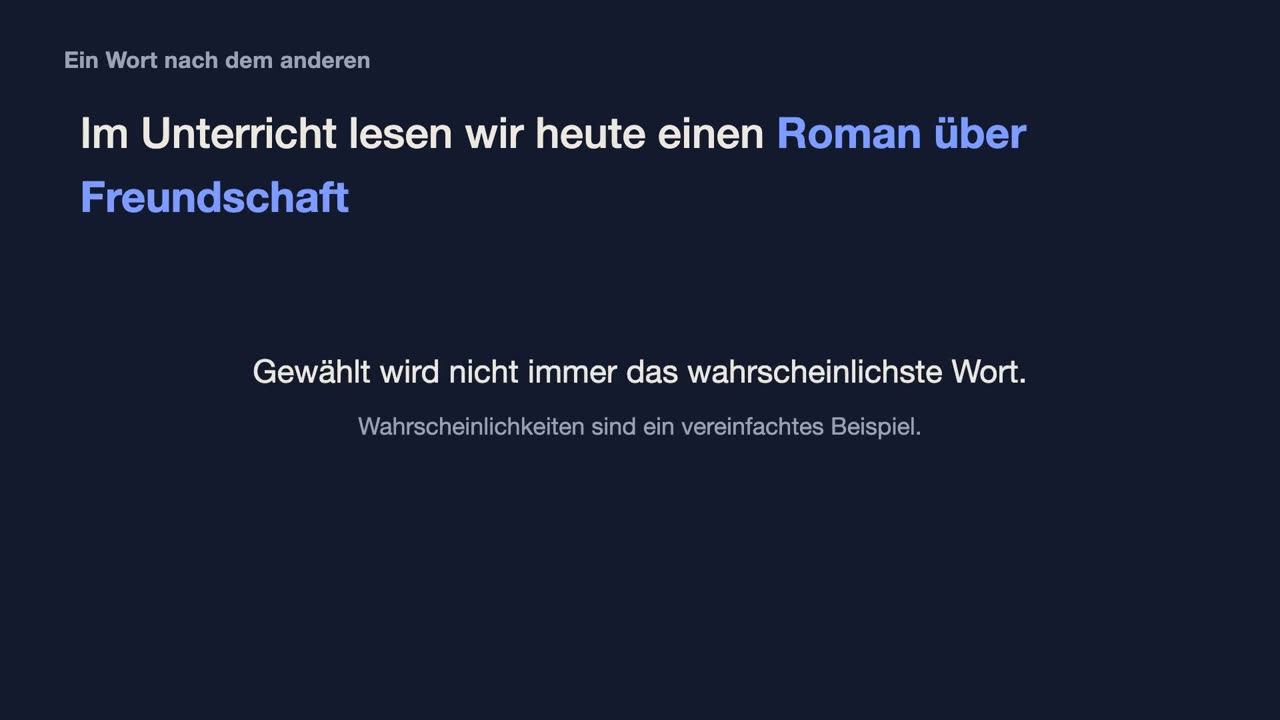 Ein Wort nach dem anderen
Im Unterricht lesen wir heute einen Roman über
Freundschaft
Gewählt wird nicht immer das wahrscheinlichste Wort.
Wahrscheinlichkeiten sind ein vereinfachtes Beispiel.